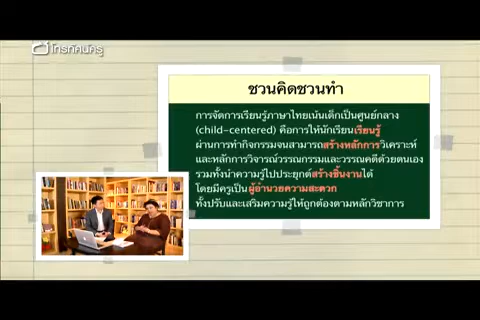 โทรทัศน์ครู
ชวนคิดชวนทำ
การจัดการเรียนรู้ภาษาไทยเน้นเด็กเป็นศูนย์กลาง
(child-centered) คือการให้นักเรียนเรียนรู้
ผ่านการทำกิจกรรมจนสามารถสร้างหลักการวิเคราะห์
และหลักการวิจารณ์วรรณกรรมและวรรณคดีด้วยตนเอง
รวมทั้งนำความรู้ไปประยุกต์สร้างชิ้นงานได้
โดยมีครูเป็นผู้อำนวยความสะดวก
ทั้งปรับและเสริมความรู้ให้ถูกต้องตามหลักวิชาการ